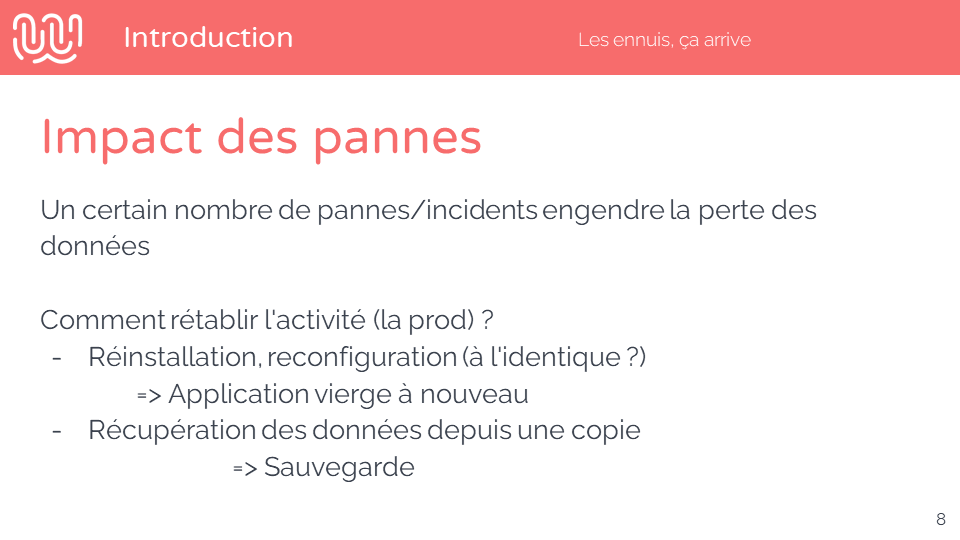 Introduction
Les ennuis, ça arrive
Impact des pannes
Un certain nombre de pannes/incidents engendre la perte des
données
Comment rétablir l'activité (la prod) ?
- Réinstallation, reconfiguration (à l'identique ?)
=> Application vierge à nouveau
- Récupération des données depuis une copie
=> Sauvegarde
8